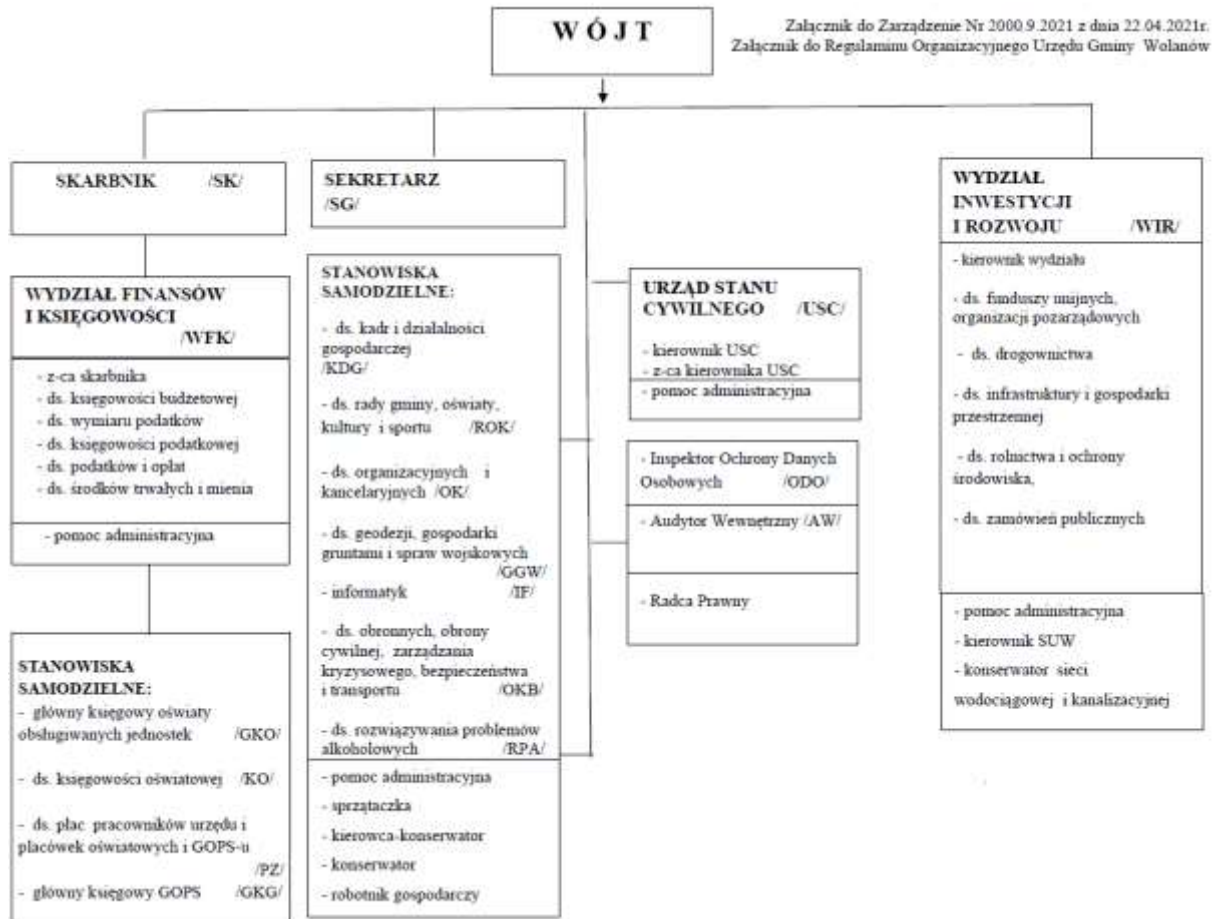 W Ó J T
Załącznik do Zarządzenie Nr 2000.9.2021 z dnia 22.04.2021r.
Załącznik do Regulaminu Organizacyjnego Urzędu Gminy Wolanów
SKARBNIK /SK/
WYDZIAŁ FINANSÓW
I KSIĘGOWOŚCI
/WFK/
- z-ca skarbnika
- ds. księgowości budżetowej
- ds. wymiaru podatków
- ds. księgowości podatkowej
- ds. podatków i opłat
- ds. środków trwałych i mienia
- pomoc administracyjna
STANOWISKA
SAMODZIELNE:
- główny księgowy oświaty
obsługiwanych jednostek /GKO/
- ds. księgowości oświatowej /KO/
- ds. płac pracowników urzędu i
placówek oświatowych i GOPS-u
/PZ/
- główny księgowy GOPS /GKG/
SEKRETARZ
/SG/
STANOWISKA
SAMODZIELNE:
- ds. kadr i działalności
gospodarczej
/KDG/
- ds. rady gminy, oświaty,
kultury i sportu /ROK/
- ds. organizacyjnych i
kancelaryjnych /OK/
- ds. geodezji, gospodarki
gruntami i spraw wojskowych
/GGW/
- informatyk /IF/
- ds. obronnych, obrony
cywilnej, zarządzania
kryzysowego, bezpieczeństwa
i transportu /OKB/
- ds. rozwiązywania problemów
alkoholowych /RPA/
- pomoc administracyjna
- sprzątaczka
- kierowca-konserwator
- konserwator
- robotnik gospodarczy
URZĄD STANU
CYWILNEGO /USC/
- kierownik USC
- z-ca kierownika USC
- pomoc administracyjna
- Inspektor Ochrony Danych
Osobowych /ODO/
- Audytor Wewnętrzny /AW/
- Radca Prawny
WYDZIAŁ
INWESTYCJI
I ROZWOJU /WIR/
- kierownik wydziału
- ds. funduszy unijnych,
organizacji pozarządowych
- ds. drogownictwa
- ds. infrastruktury i gospodarki
przestrzennej
- ds. rolnictwa i ochrony
środowiska,
- ds. zamówień publicznych
- pomoc administracyjna
- kierownik SUW
- konserwator sieci
wodociągowej i kanalizacyjnej